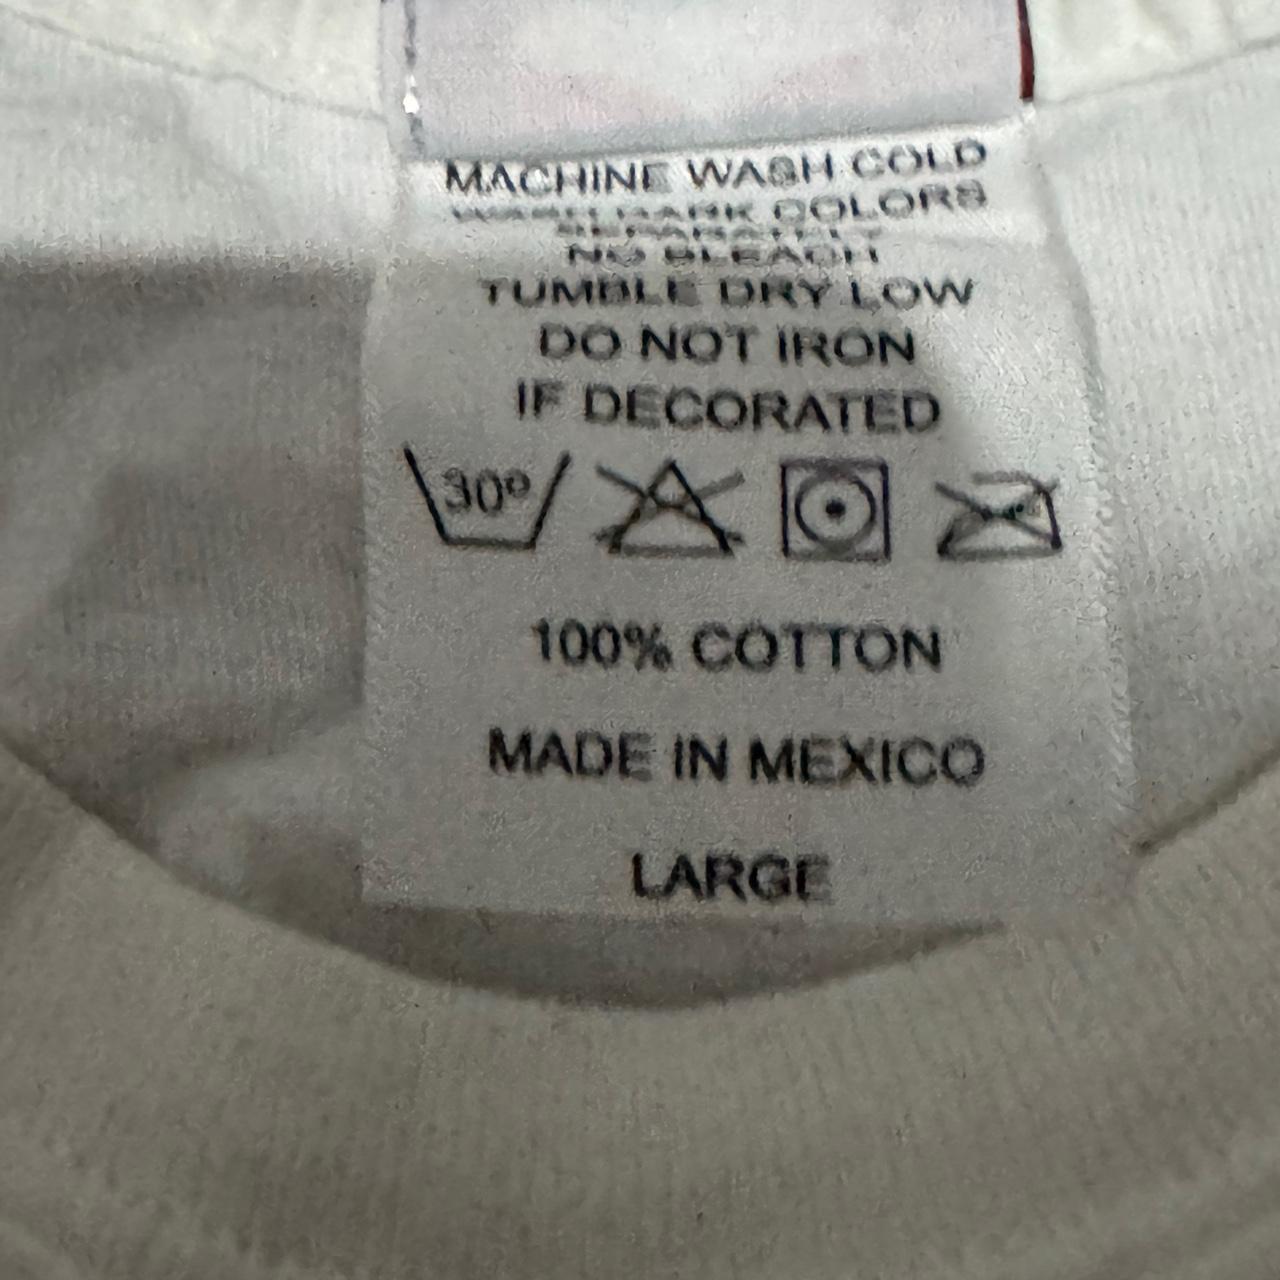 MACHINE WASH COLD
WASH DARK COLORS
SEPARATELY
NO BLEACH
TUMBLE DRY LOW
DO NOT IRON
IF DECORATED
30º
100% COTTON
MADE IN MEXICO
LARGE